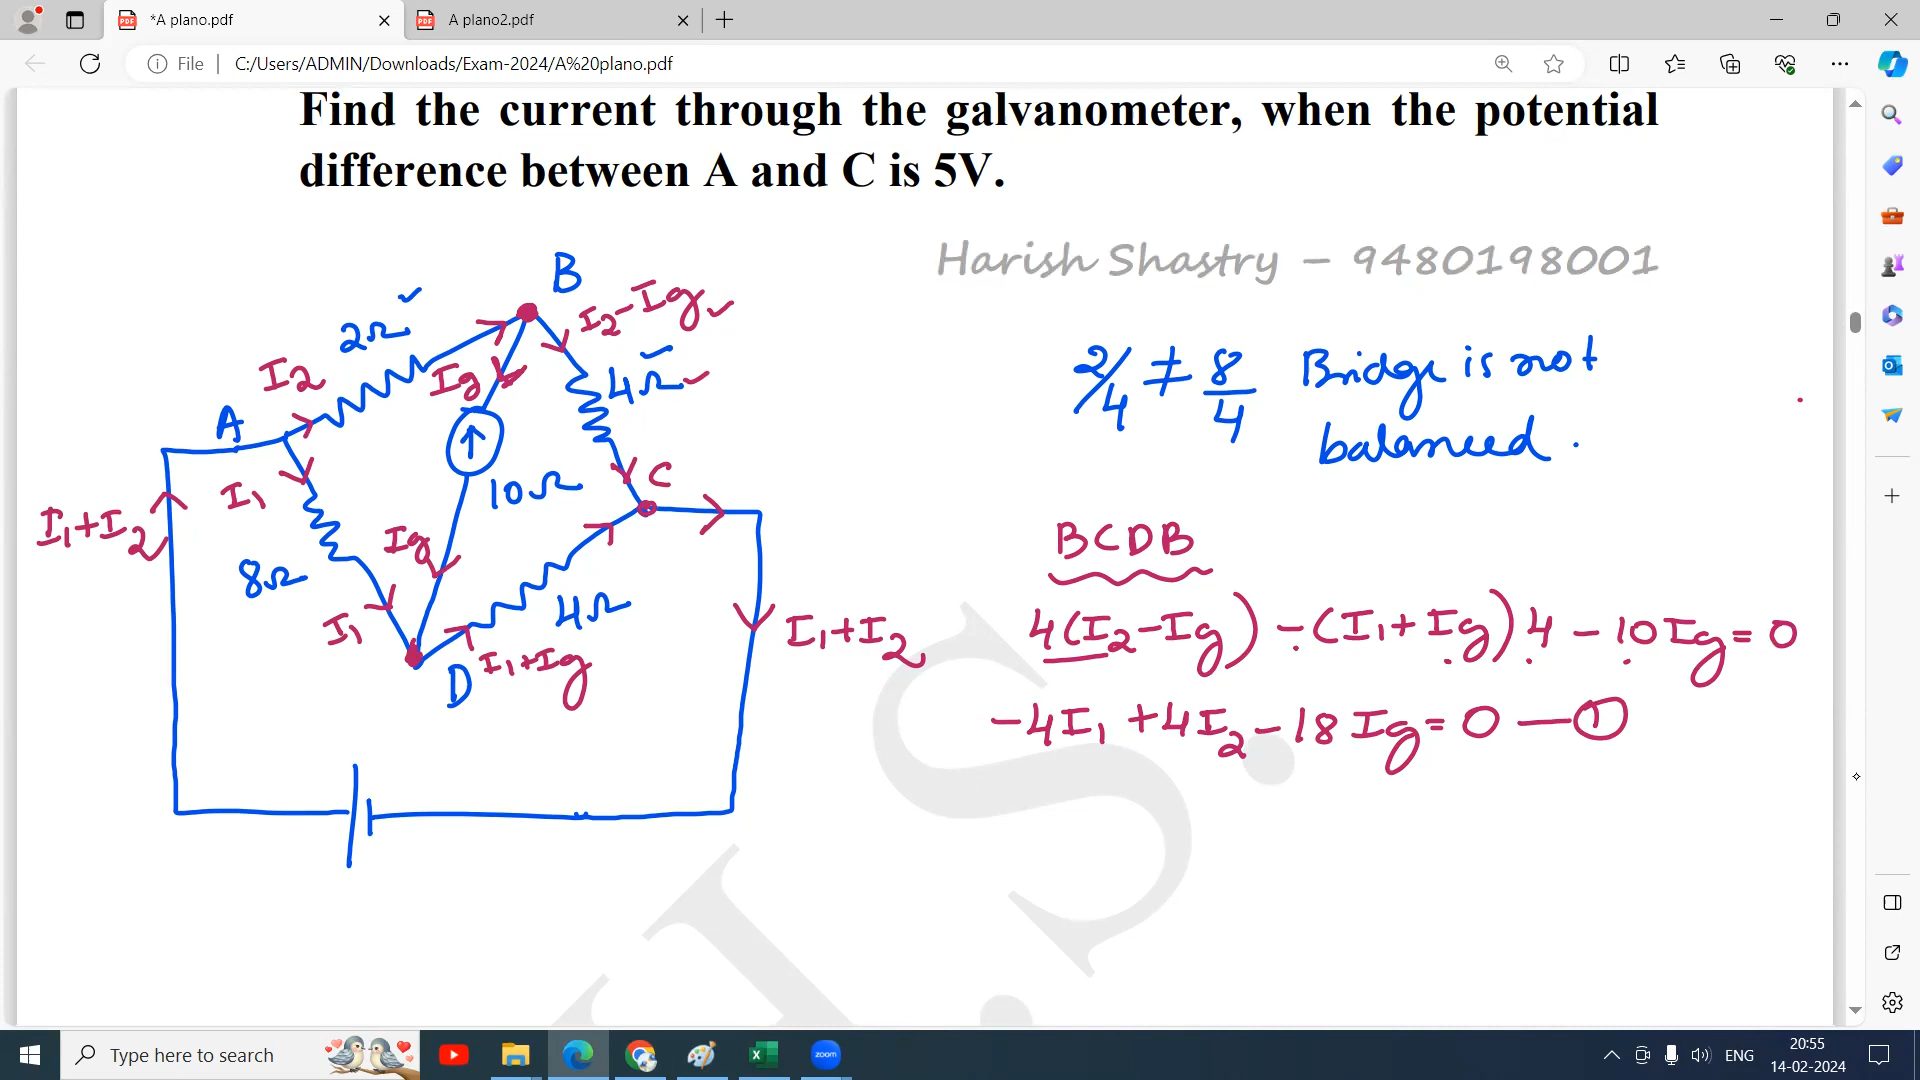 *A plano.pdf
A plano2.pdf
File
C:/Users/ADMIN/Downloads/Exam-2024/A%20plano.pdf
Find the current through the galvanometer, when the potential
difference between A and C is 5V.
Harish Shastry – 9480198001
B
I2-Ig
2Ω
I2
Ig
4Ω
A
C
I1
10Ω
I1+I2
Ig
8Ω
4Ω
I1
I1+Ig
D
I1+I2
2/4 ≠ 8/4 Bridge is not
balanced.
BCDB
4(I2-Ig) - (I1+Ig)4 - 10Ig = 0
-4I1 +4I2 -18Ig = 0 — ①
H.S.
Type here to search
zoom
ENG
20:55
14-02-2024